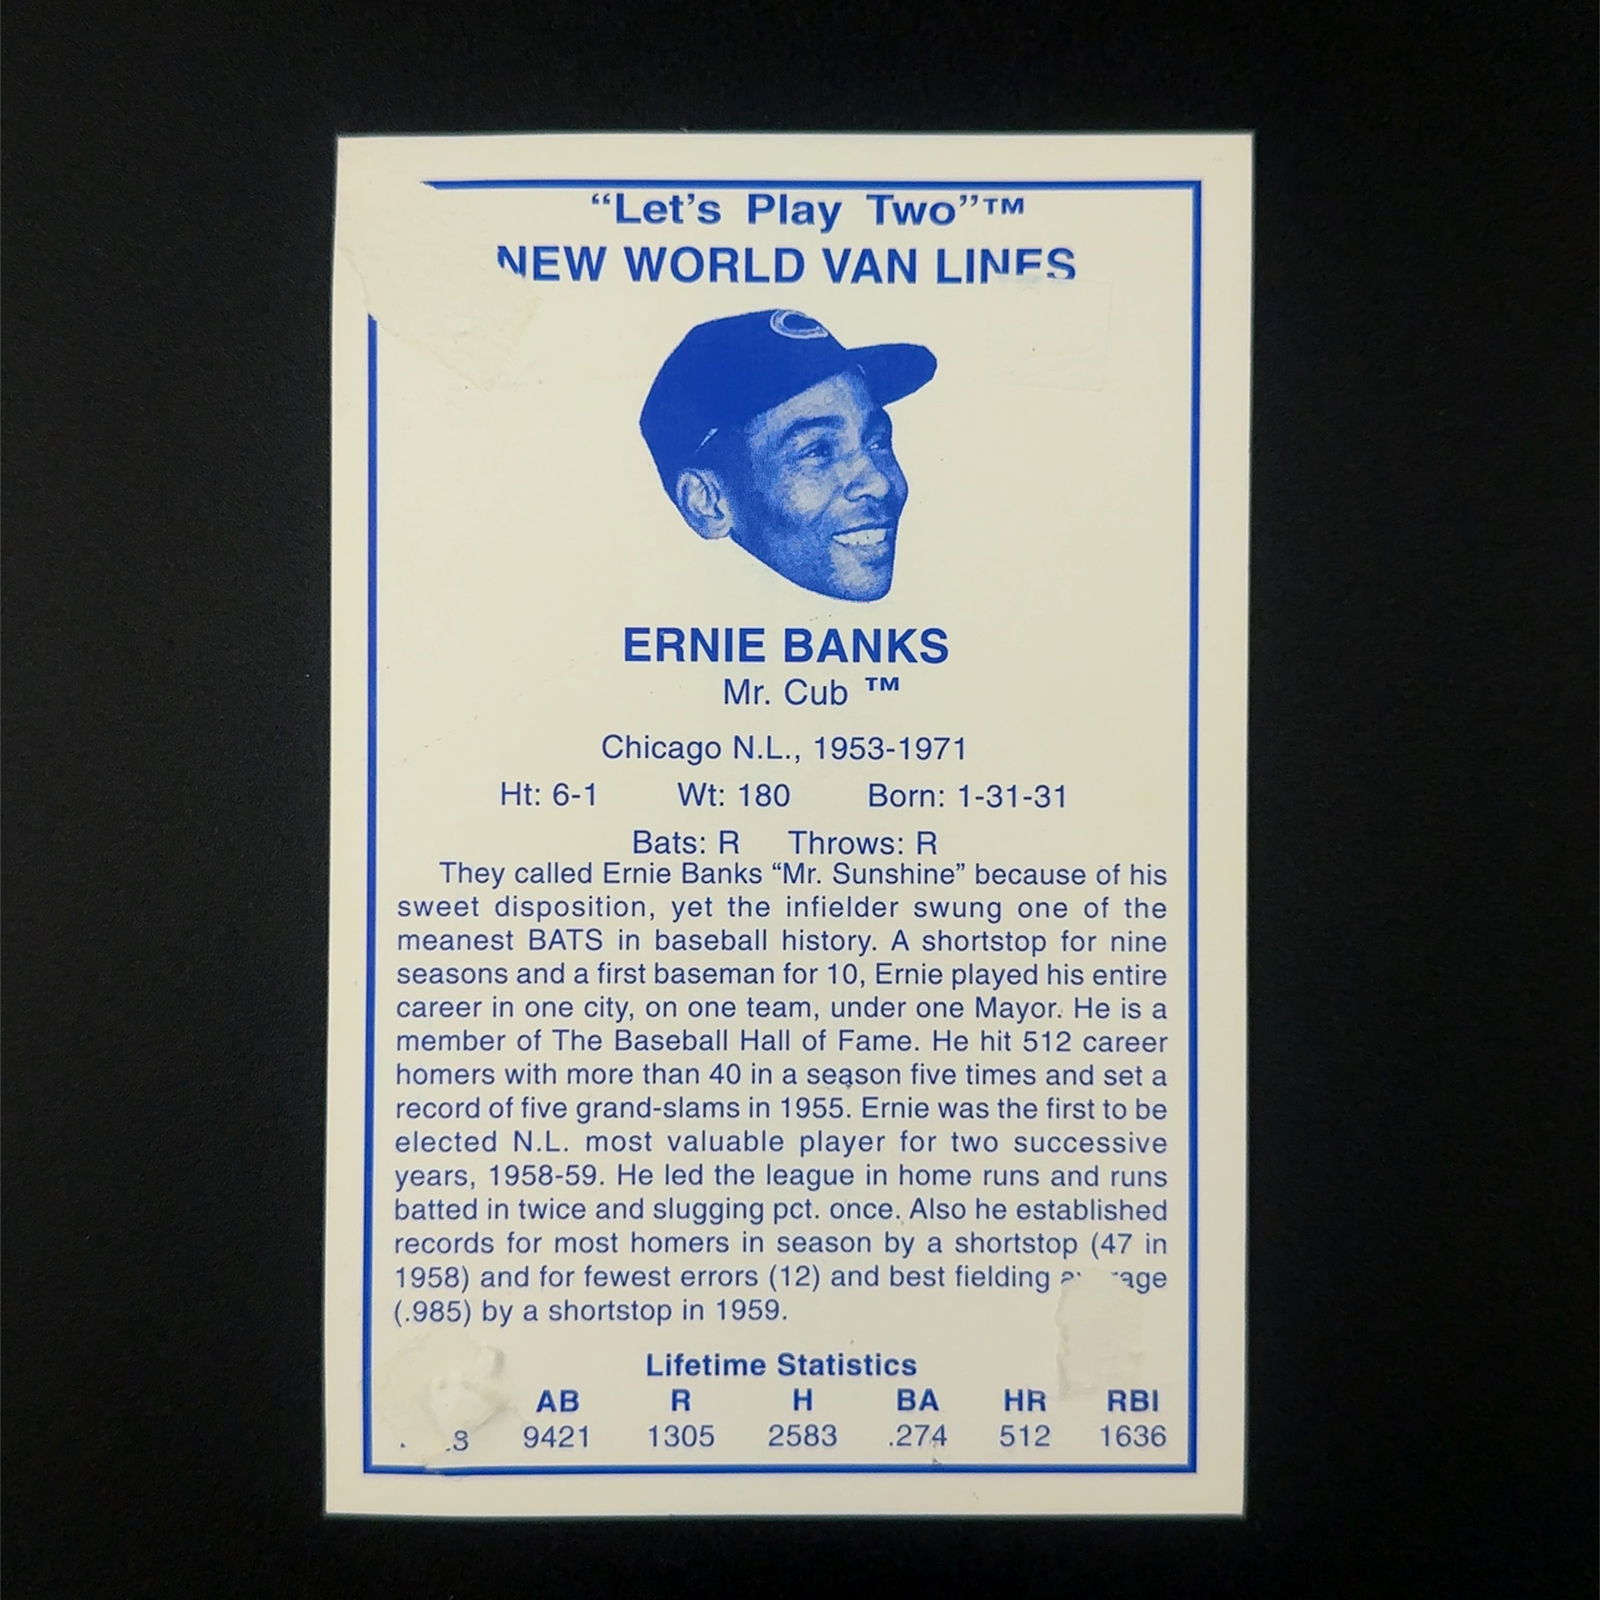 “Let’s Play Two”™
NEW WORLD VAN LINES
ERNIE BANKS
Mr. Cub ™
Chicago N.L., 1953-1971
Ht: 6-1 Wt: 180 Born: 1-31-31
Bats: R Throws: R
They called Ernie Banks “Mr. Sunshine” because of his
sweet disposition, yet the infielder swung one of the
meanest BATS in baseball history. A shortstop for nine
seasons and a first baseman for 10, Ernie played his entire
career in one city, on one team, under one Mayor. He is a
member of The Baseball Hall of Fame. He hit 512 career
homers with more than 40 in a season five times and set a
record of five grand-slams in 1955. Ernie was the first to be
elected N.L. most valuable player for two successive
years, 1958-59. He led the league in home runs and runs
batted in twice and slugging pct. once. Also he established
records for most homers in season by a shortstop (47 in
1958) and for fewest errors (12) and best fielding
(.985) by a shortstop in 1959.
Lifetime Statistics
AB R H BA HR RBI
9421 1305 2583 .274 512 1636